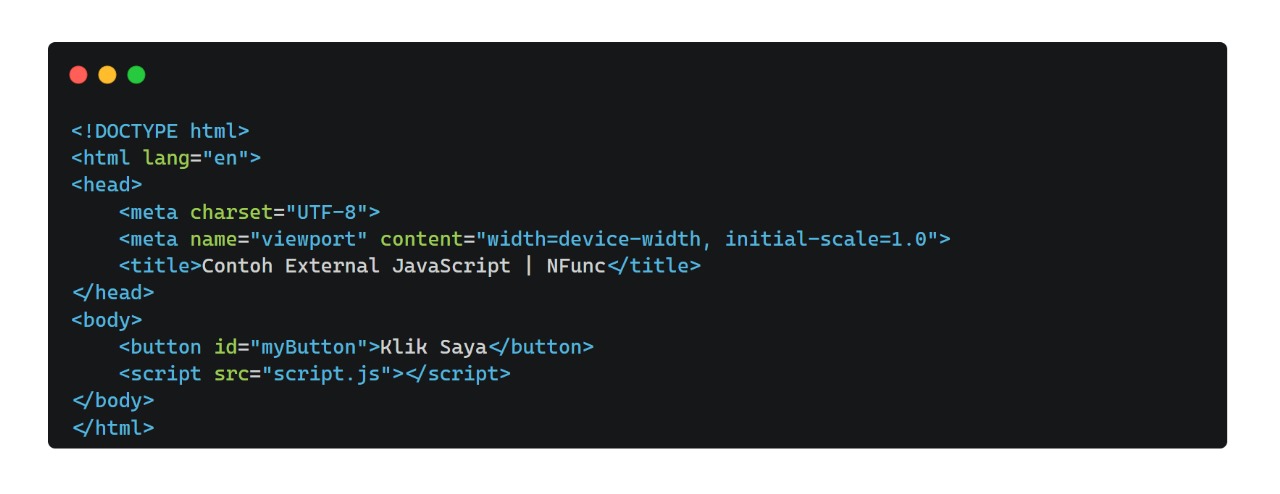 <!DOCTYPE html>
<html lang="en">
<head>
    <meta charset="UTF-8">
    <meta name="viewport" content="width=device-width, initial-scale=1.0">
    <title>Contoh External JavaScript | NFunc</title>
</head>
<body>
    <button id="myButton">Klik Saya</button>
    <script src="script.js"></script>
</body>
</html>